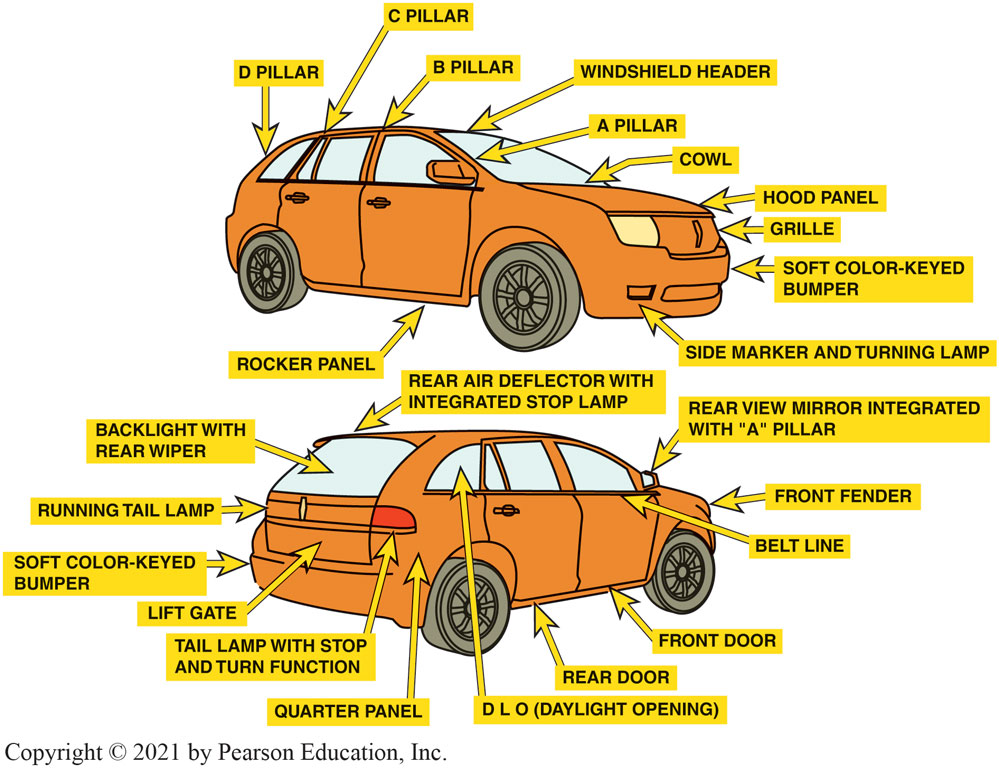 C PILLAR
D PILLAR
B PILLAR
WINDSHIELD HEADER
A PILLAR
COWL
HOOD PANEL
GRILLE
SOFT COLOR-KEYED
BUMPER
SIDE MARKER AND TURNING LAMP
ROCKER PANEL
REAR AIR DEFLECTOR WITH
INTEGRATED STOP LAMP
REAR VIEW MIRROR INTEGRATED
WITH "A" PILLAR
BACKLIGHT WITH
REAR WIPER
RUNNING TAIL LAMP
FRONT FENDER
BELT LINE
SOFT COLOR-KEYED
BUMPER
LIFT GATE
TAIL LAMP WITH STOP
AND TURN FUNCTION
FRONT DOOR
REAR DOOR
QUARTER PANEL
D L O (DAYLIGHT OPENING)
Copyright © 2021 by Pearson Education, Inc.